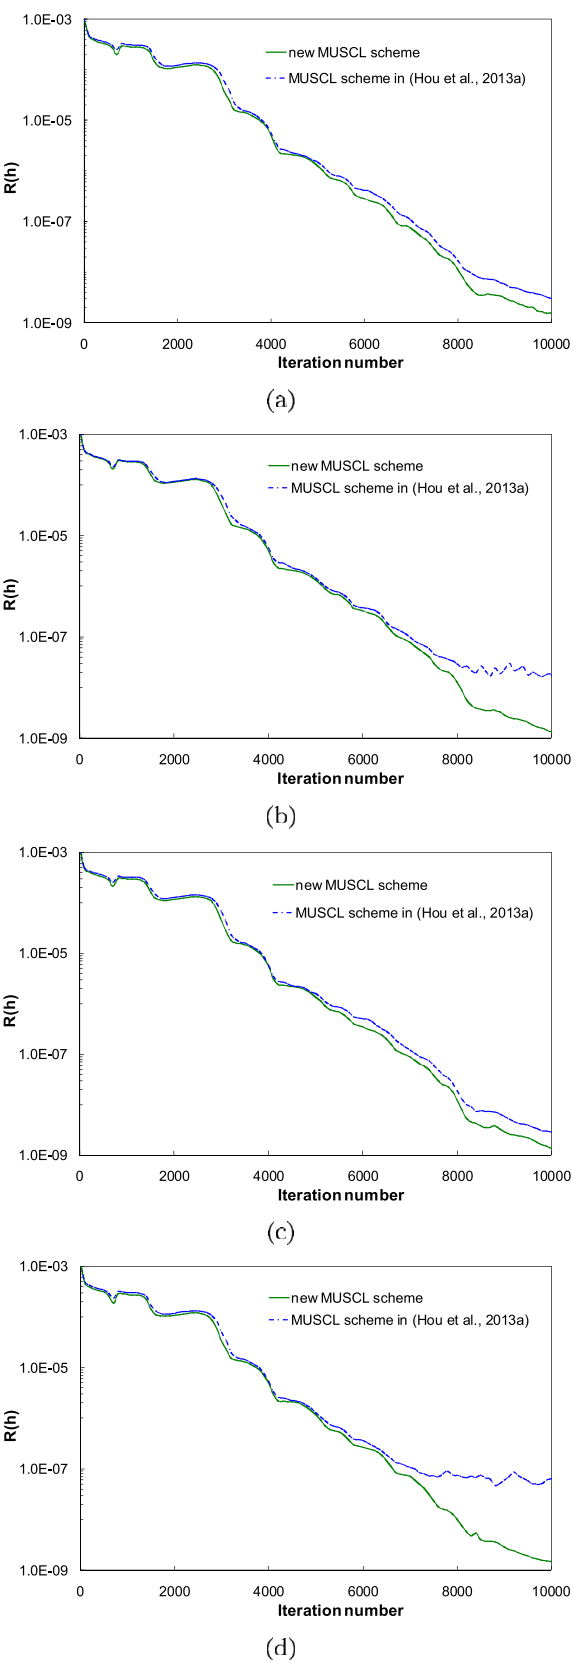 1.0E-03
new MUSCL scheme
MUSCL scheme in (Hou et al., 2013a)
1.0E-05
R(h)
1.0E-07
1.0E-09
0 2000 4000 6000 8000 10000
Iteration number
(a)
1.0E-03
new MUSCL scheme
MUSCL scheme in (Hou et al., 2013a)
1.0E-05
R(h)
1.0E-07
1.0E-09
0 2000 4000 6000 8000 10000
Iteration number
(b)
1.0E-03
new MUSCL scheme
MUSCL scheme in (Hou et al., 2013a)
1.0E-05
R(h)
1.0E-07
1.0E-09
0 2000 4000 6000 8000 10000
Iteration number
(c)
1.0E-03
new MUSCL scheme
MUSCL scheme in (Hou et al., 2013a)
1.0E-05
R(h)
1.0E-07
1.0E-09
0 2000 4000 6000 8000 10000
Iteration number
(d)